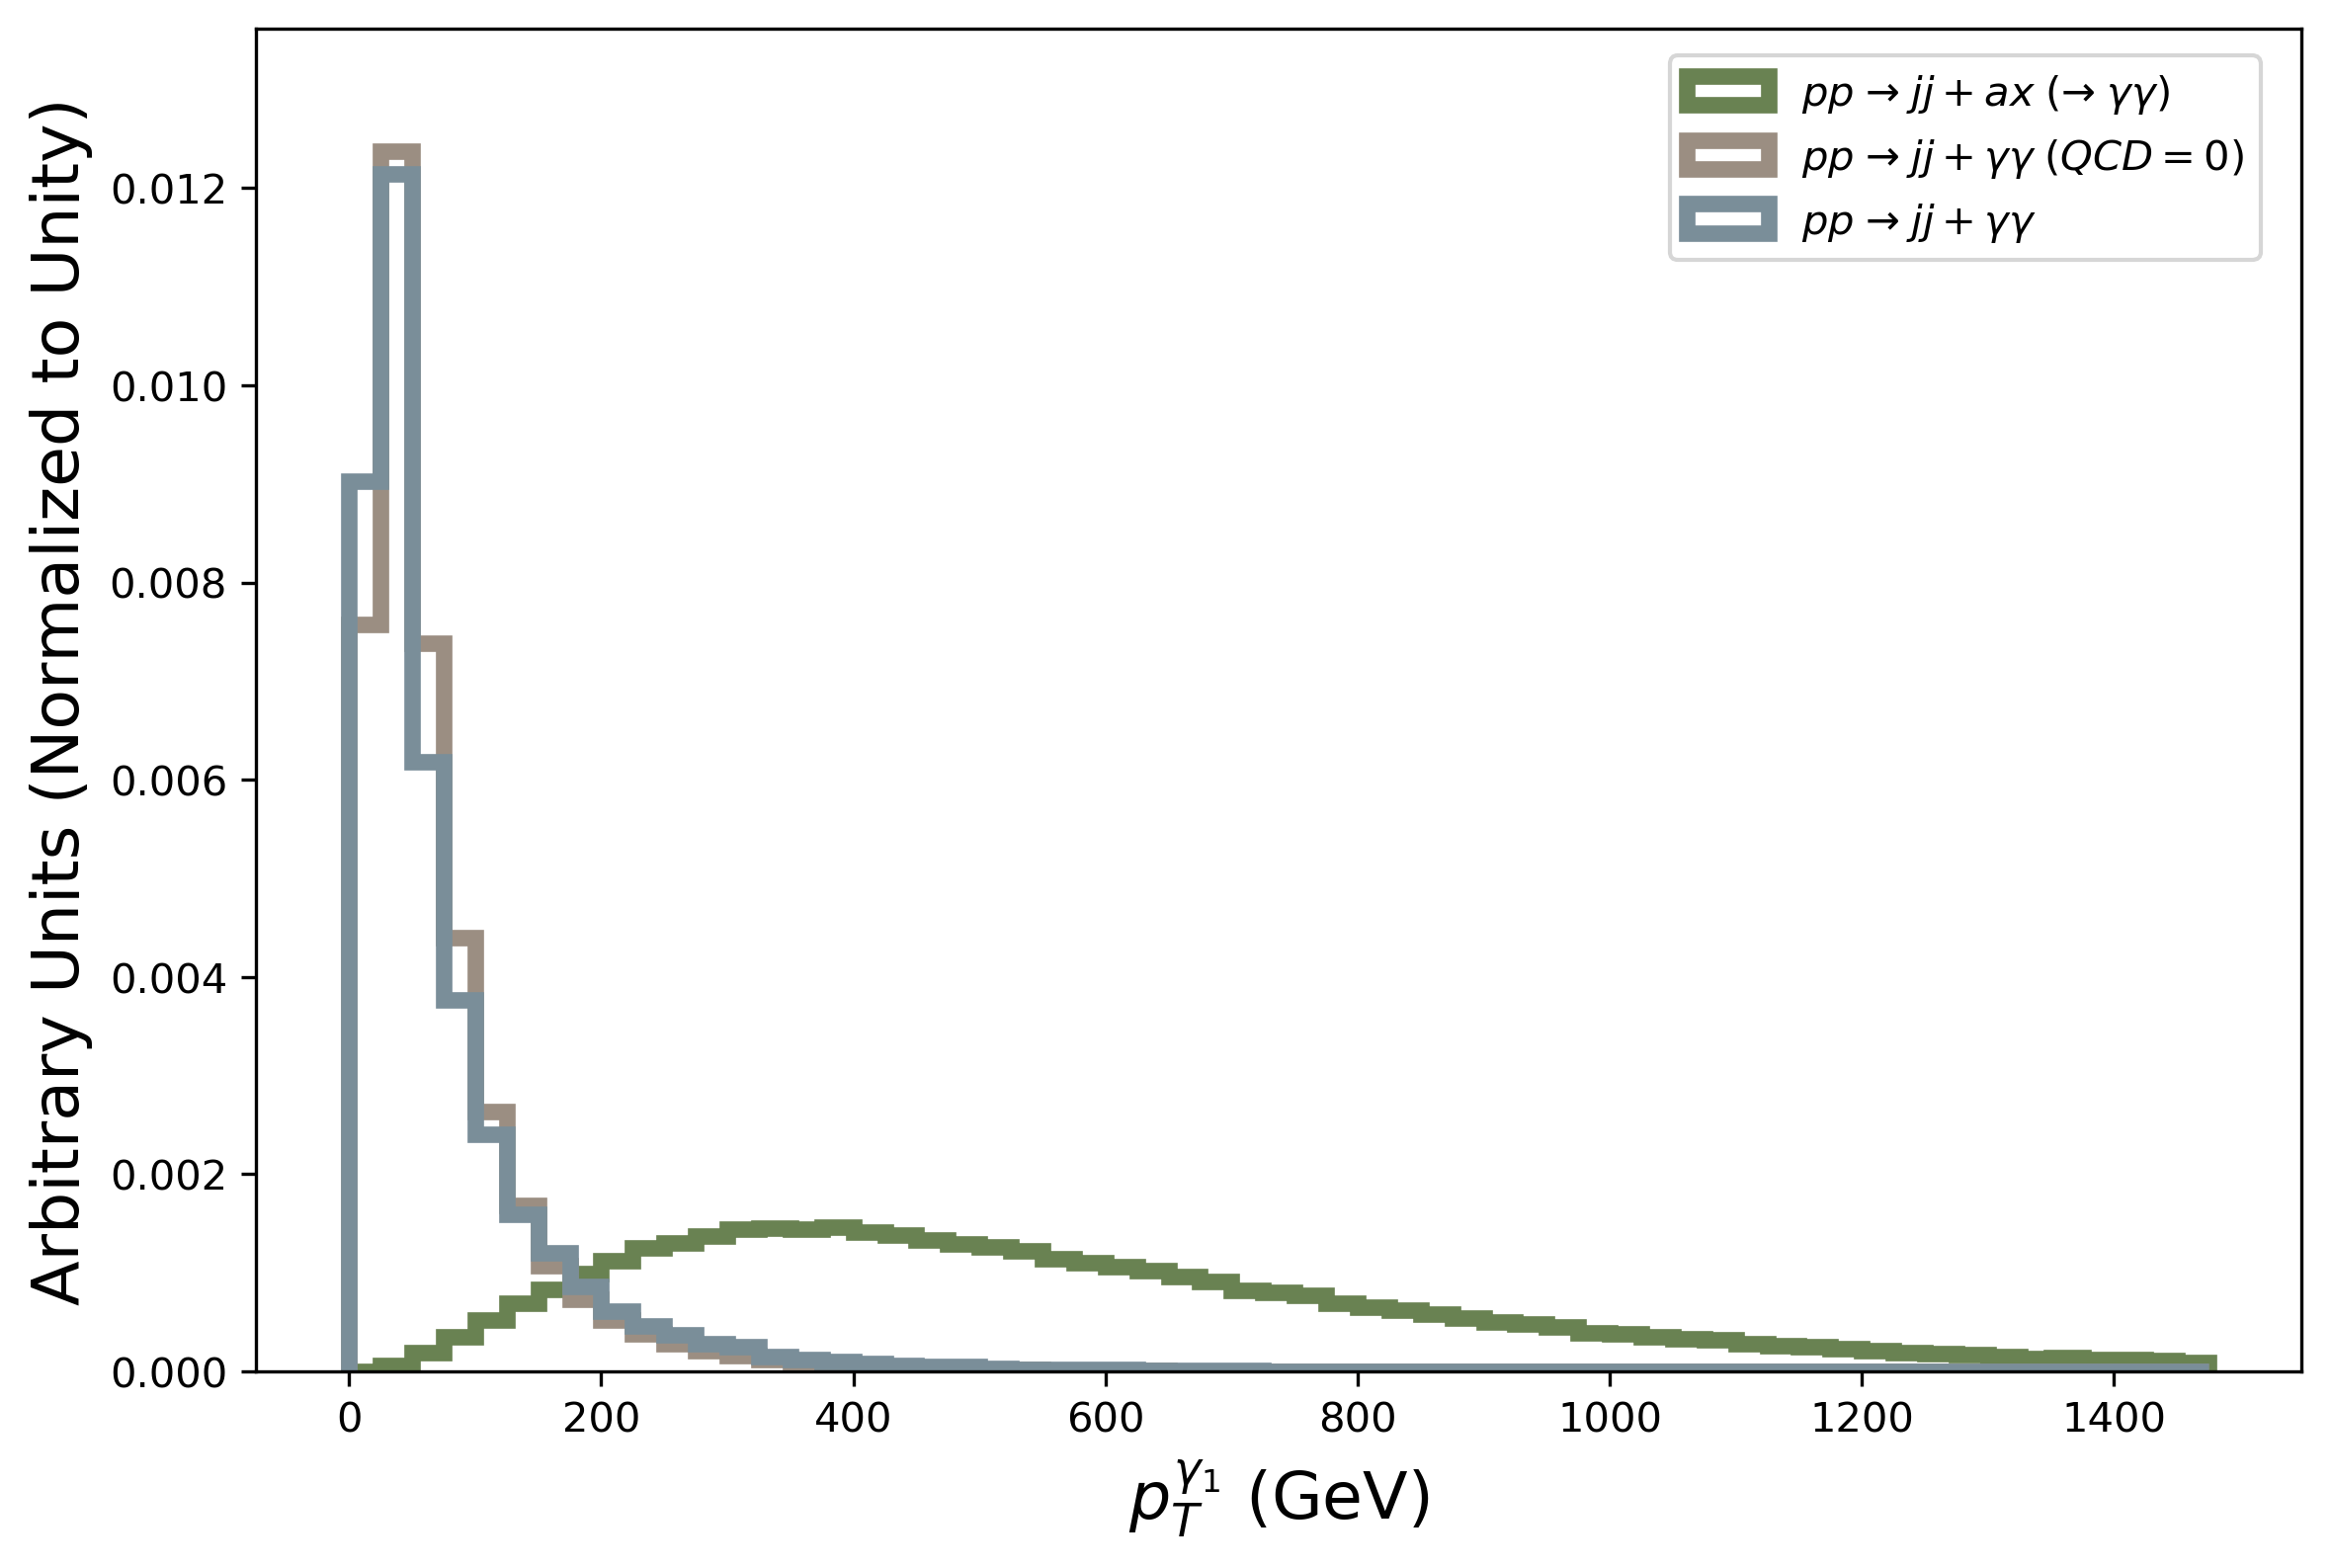 Arbitrary Units (Normalized to Unity)
0.012
0.010
0.008
0.006
0.004
0.002
0.000
0 200 400 600 800 1000 1200 1400
$p_T^{\gamma_1}$ (GeV)
pp → jj + ax (→ γγ)
pp → jj + γγ (QCD = 0)
pp → jj + γγ